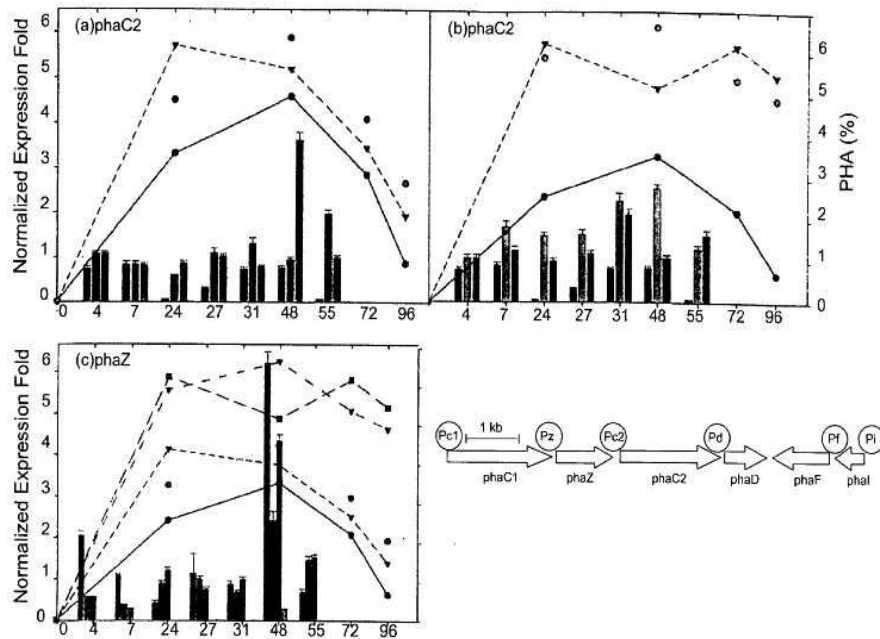 (a)phaC2
Normalized Expression Fold
6
5
4
3
2
1
0
0 4 7 24 27 31 48 55 72 96
(b)phaC2
PHA (%)
6
5
4
3
2
1
0
0 4 7 24 27 31 48 55 72 96
(c)phaZ
Normalized Expression Fold
6
5
4
3
2
1
0
0 4 7 24 27 31 48 55 72 96
Pc1 1 kb Pz Pc2 Pd Pf Pi
phaC1 phaZ phaC2 phaD phaF phaI